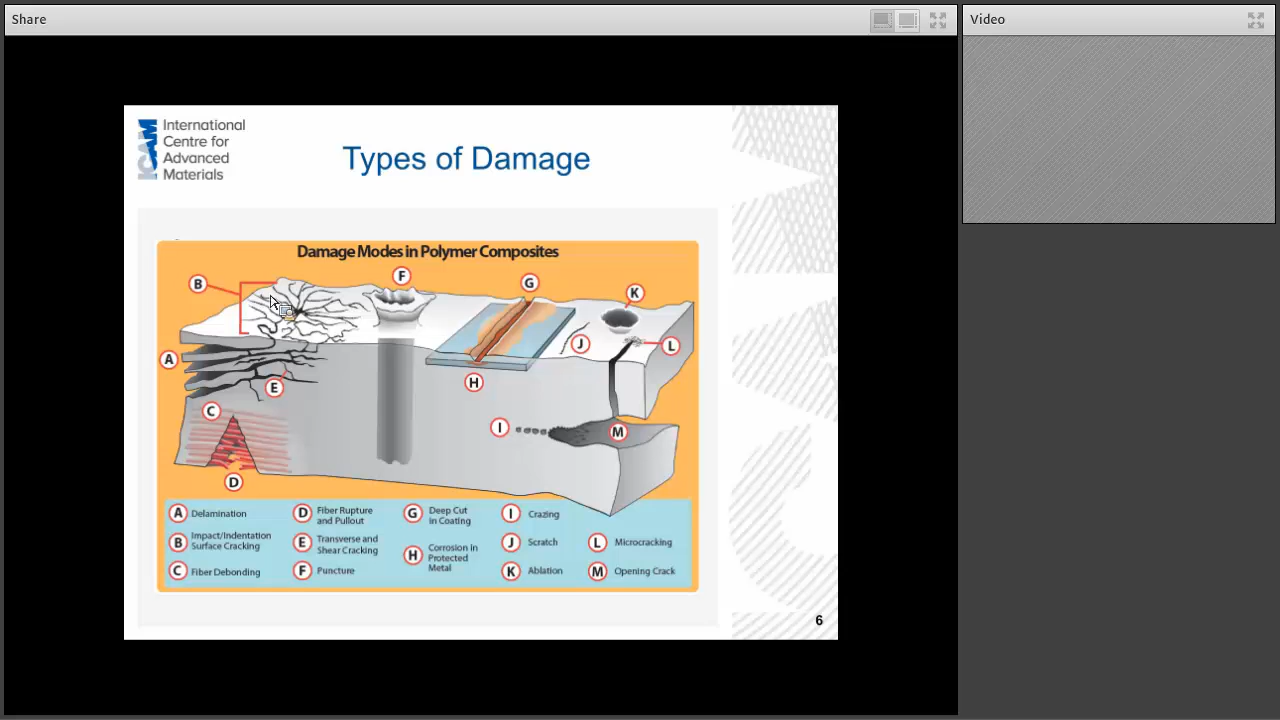 Share
Video
ICAM
International
Centre for
Advanced
Materials
Types of Damage
Damage Modes in Polymer Composites
B
F
G
K
A
J
L
E
H
C
I
M
D
A Delamination
B Impact/Indentation
Surface Cracking
C Fiber Debonding
D Fiber Rupture
and Pullout
E Transverse and
Shear Cracking
F Puncture
G Deep Cut
in Coating
H Corrosion in
Protected
Metal
I Crazing
J Scratch
K Ablation
L Microcracking
M Opening Crack
6